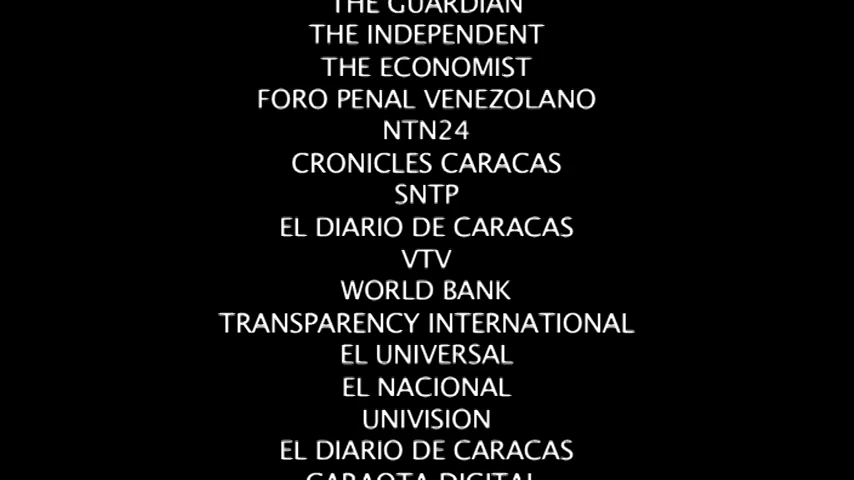 THE GUARDIAN
THE INDEPENDENT
THE ECONOMIST
FORO PENAL VENEZOLANO
NTN24
CRONICLES CARACAS
SNTP
EL DIARIO DE CARACAS
VTV
WORLD BANK
TRANSPARENCY INTERNATIONAL
EL UNIVERSAL
EL NACIONAL
UNIVISION
EL DIARIO DE CARACAS
CARAOTA DIGITAL